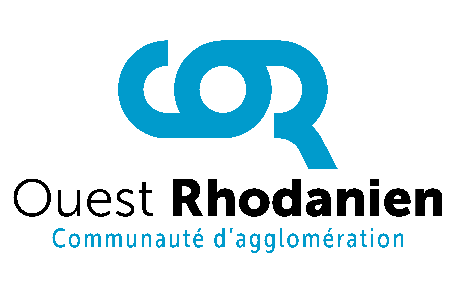 COR
Ouest Rhodanien
Communauté d'agglomération